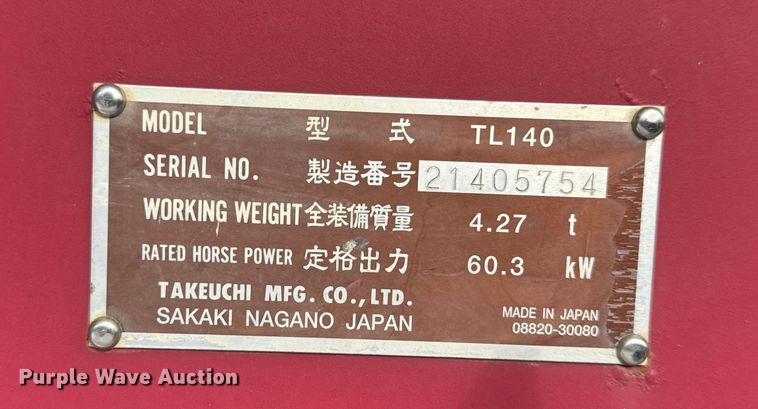 MODEL 型 式 TL140
SERIAL NO. 製造番号 21405754
WORKING WEIGHT 全装備質量 4.27 t
RATED HORSE POWER 定格出力 60.3 kW
TAKEUCHI MFG. CO.,LTD.
SAKAKI NAGANO JAPAN
MADE IN JAPAN
08820-30080
Purple Wave Auction